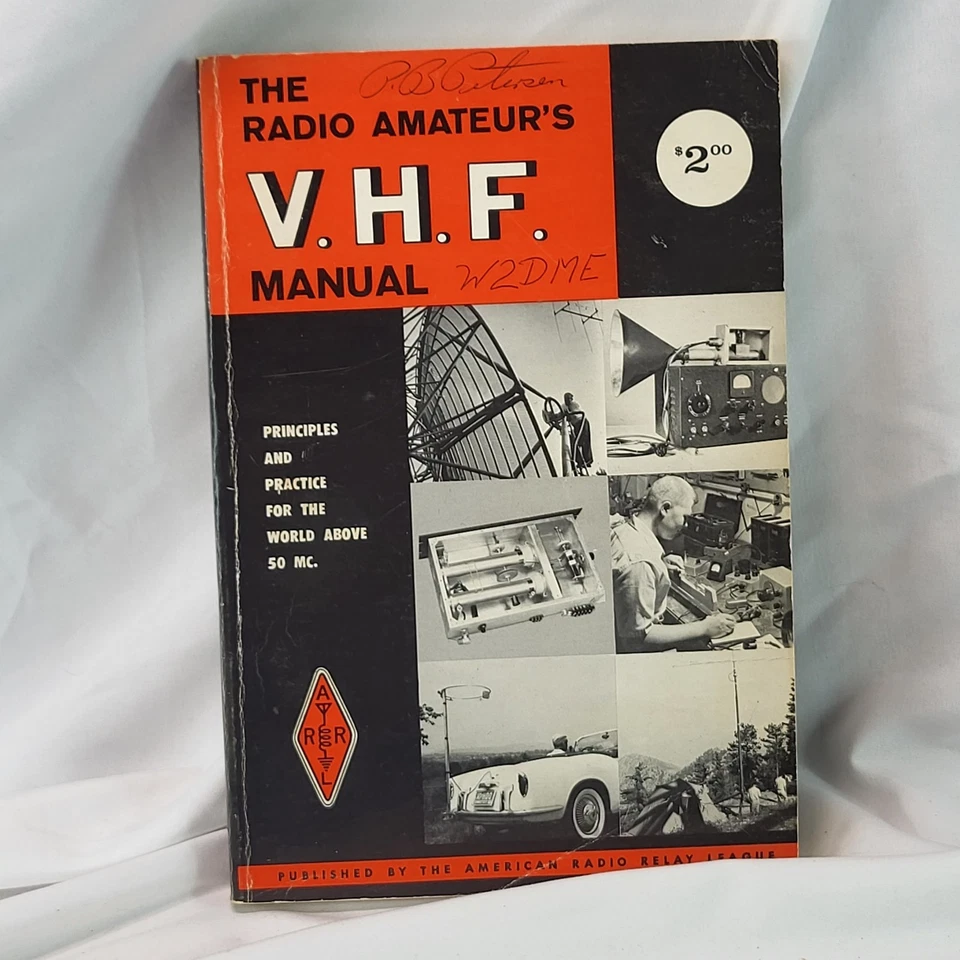 P. B. Petersen
THE
RADIO AMATEUR'S
V.H.F.
MANUAL
W2DME
$2.00
PRINCIPLES
AND
PRACTICE
FOR THE
WORLD ABOVE
50 MC.
A
R R
L
PUBLISHED BY THE AMERICAN RADIO RELAY LEAGUE